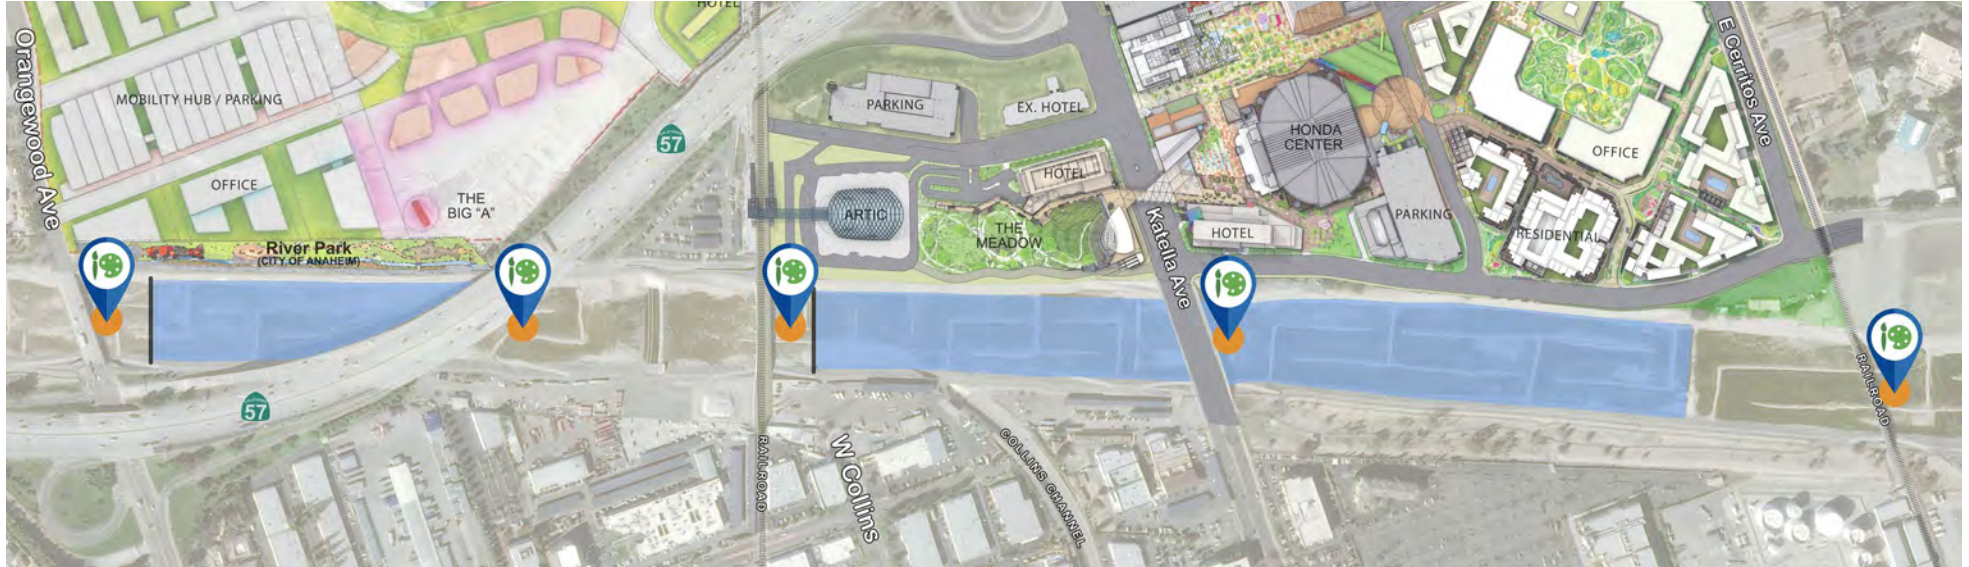 HOTEL
Orangewood Ave
MOBILITY HUB / PARKING
OFFICE
THE
BIG "A"
River Park
(CITY OF ANAHEIM)
57
57
PARKING
EX. HOTEL
HOTEL
ARTIC
THE
MEADOW
HONDA
CENTER
HOTEL
PARKING
OFFICE
RESIDENTIAL
E Cerritos Ave
Katella Ave
RAILROAD
W Collins
COLLINS CHANNEL
RAILROAD